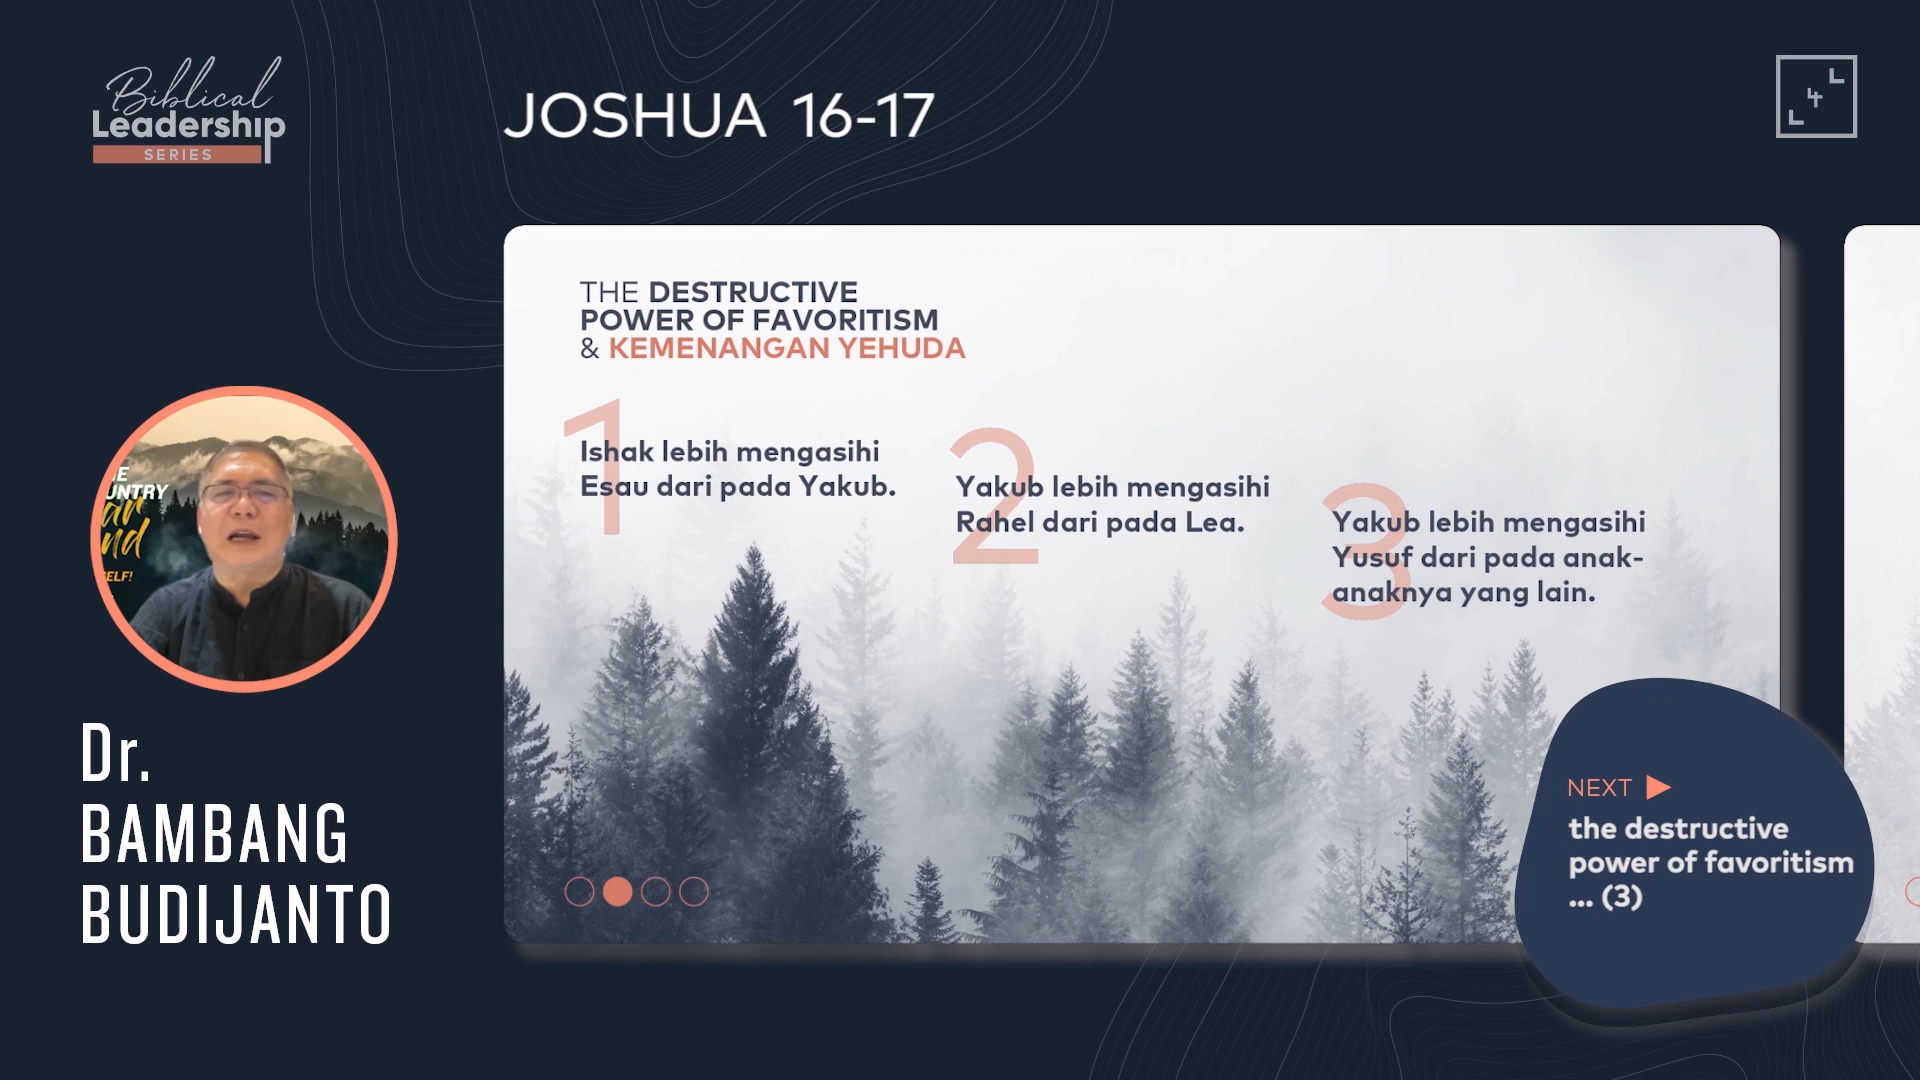 Biblical
Leadership
SERIES
JOSHUA 16-17
THE DESTRUCTIVE
POWER OF FAVORITISM
& KEMENANGAN YEHUDA
1
Ishak lebih mengasihi
Esau dari pada Yakub.
2
Yakub lebih mengasihi
Rahel dari pada Lea.
3
Yakub lebih mengasihi
Yusuf dari pada anak-
anaknya yang lain.
Dr.
BAMBANG
BUDIJANTO
NEXT
the destructive
power of favoritism
... (3)